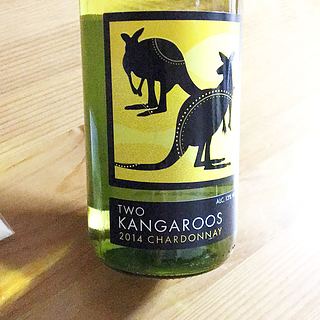 TWO
KANGAROOS
2014 CHARDONNAY
ALC. 13%